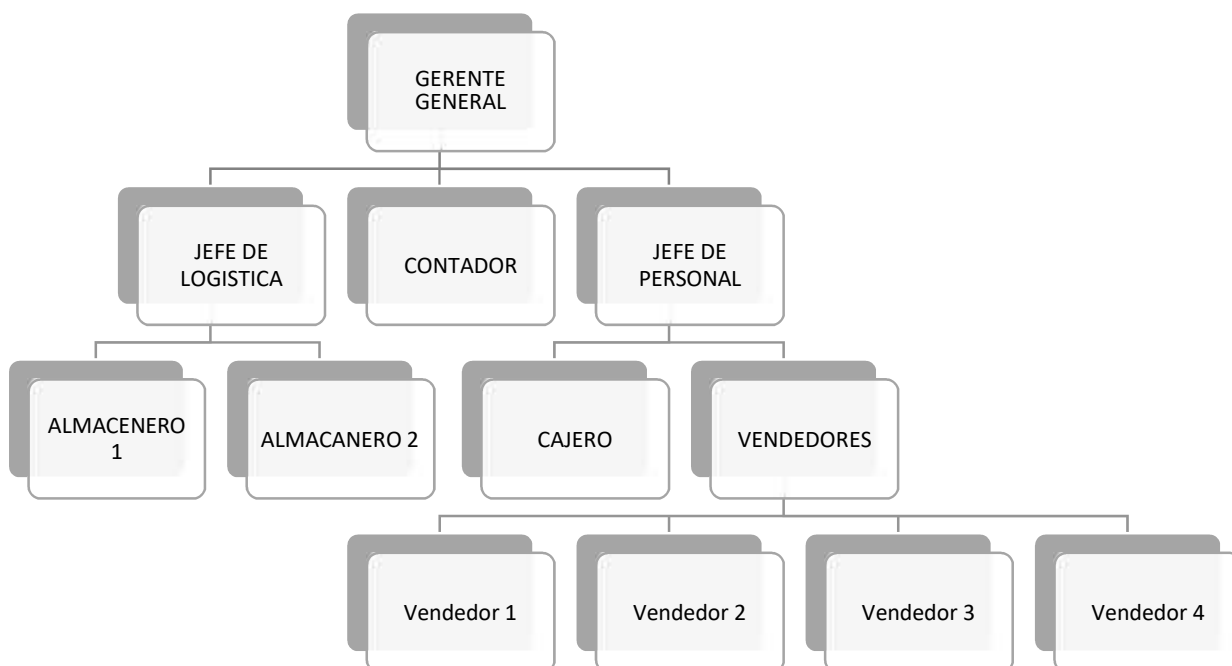 GERENTE
GENERAL
JEFE DE
LOGISTICA
CONTADOR
JEFE DE
PERSONAL
ALMACENERO
1
ALMACANERO 2
CAJERO
VENDEDORES
Vendedor 1
Vendedor 2
Vendedor 3
Vendedor 4